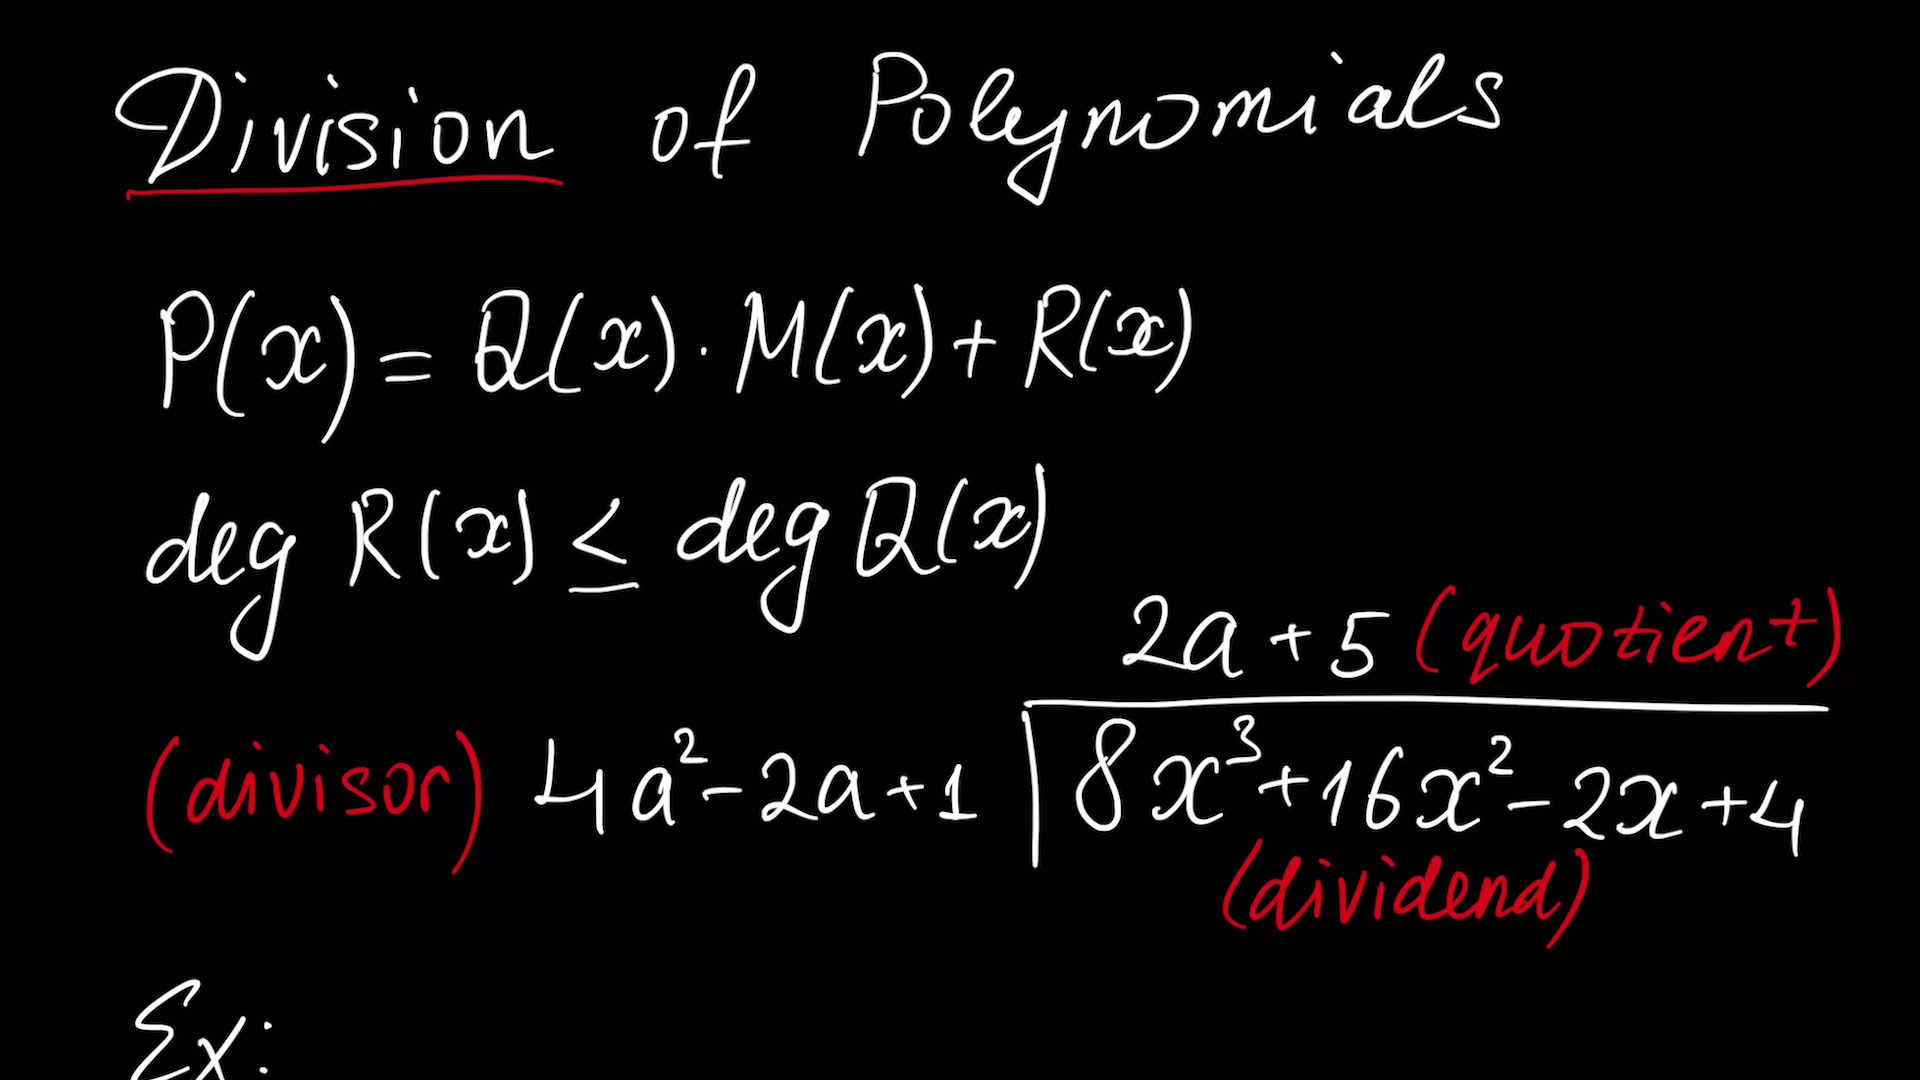 Division of Polynomials
P(x) = Q(x) · M(x) + R(x)
deg R(x) ≤ deg Q(x)
2a + 5 (quotient)
(divisor) 4a² - 2a + 1 | 8x³ + 16x² - 2x + 4
(dividend)
Ex: